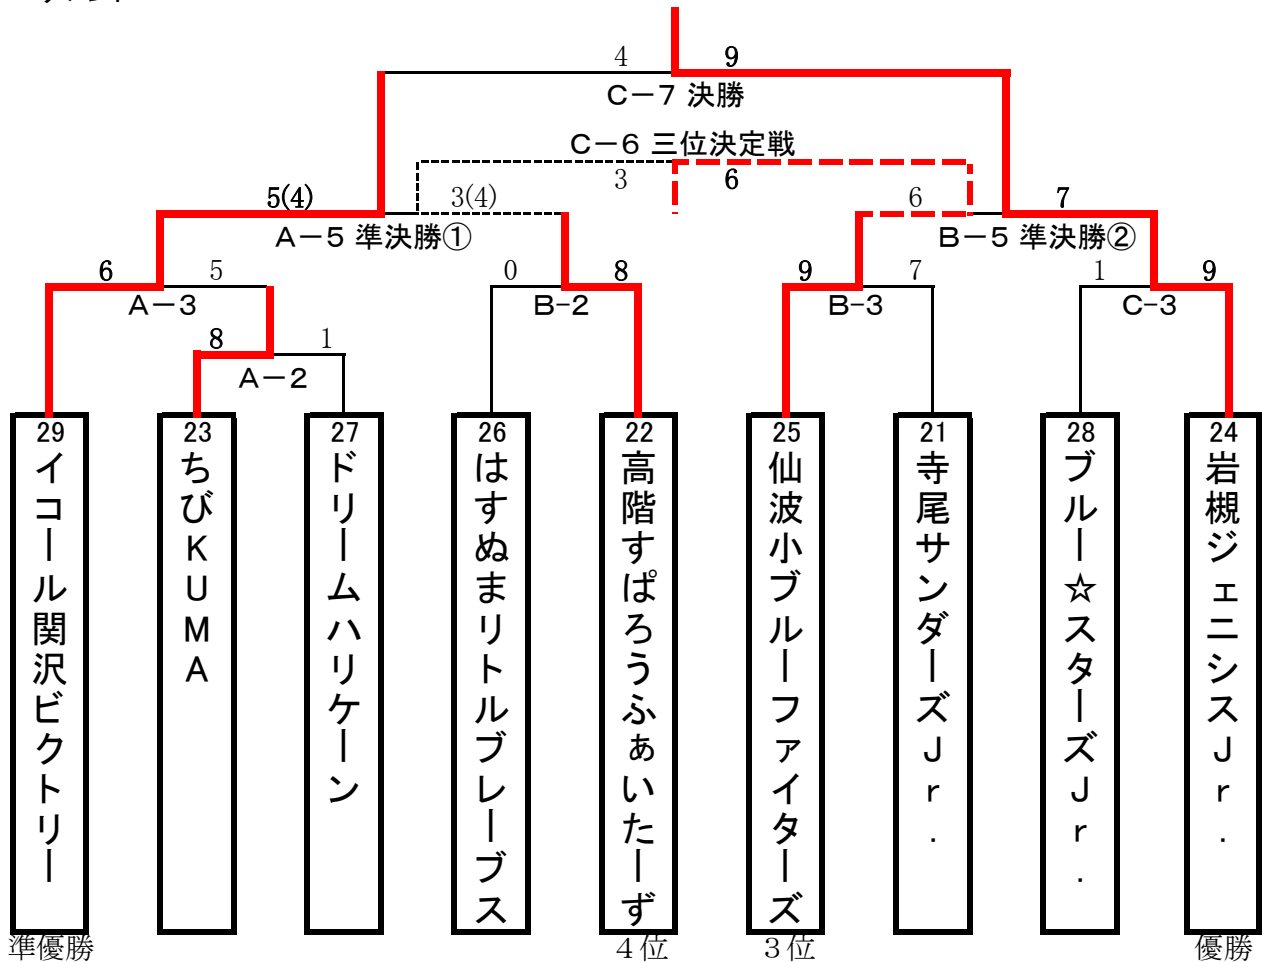 4 9
C－7 決勝
C－6 三位決定戦
3 6
5(4) 3(4) 6 7
A－5 準決勝① B－5 準決勝②
6 5 0 8 9 7 1 9
A－3 B-2 B-3 C-3
8 1
A－2
29 イコール関沢ビクトリー
23 ちびKUMA
27 ドリームハリケーン
26 はすぬまリトルブレーブス
22 高階すぱろうふぁいたーず
25 仙波小ブルーファイターズ
21 寺尾サンダーズJr.
28 ブルー☆スターズJr.
24 岩槻ジェニシスJr.
準優勝 4位 3位 優勝